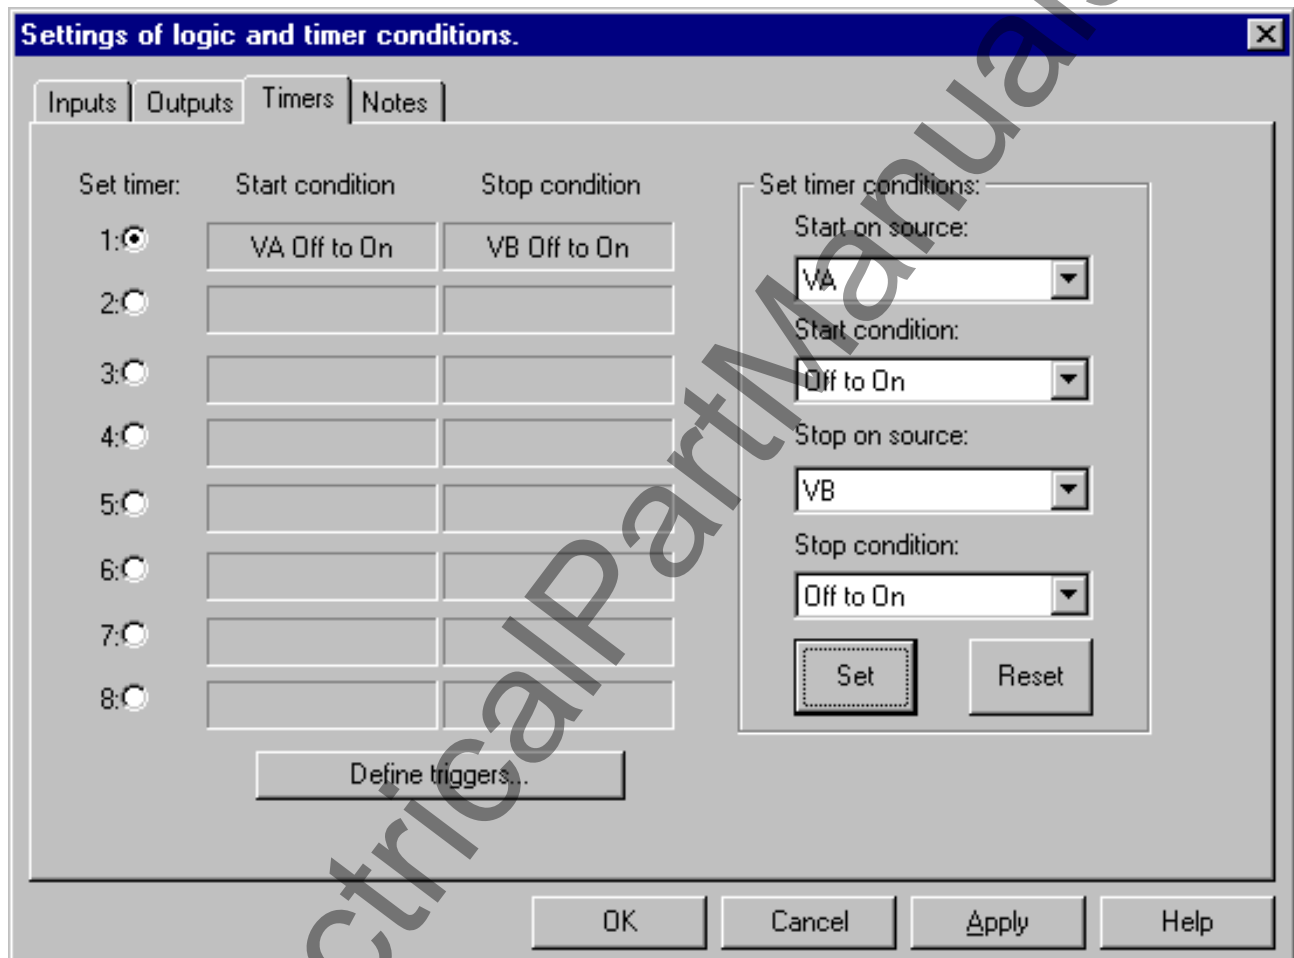 Settings of logic and timer conditions.
Inputs Outputs Timers Notes
Set timer: Start condition Stop condition
1: VA Off to On VB Off to On
2:
3:
4:
5:
6:
7:
8:
Define triggers...
Set timer conditions:
Start on source:
VA
Start condition:
Off to On
Stop on source:
VB
Stop condition:
Off to On
Set Reset
OK Cancel Apply Help
ctricalPartManuals